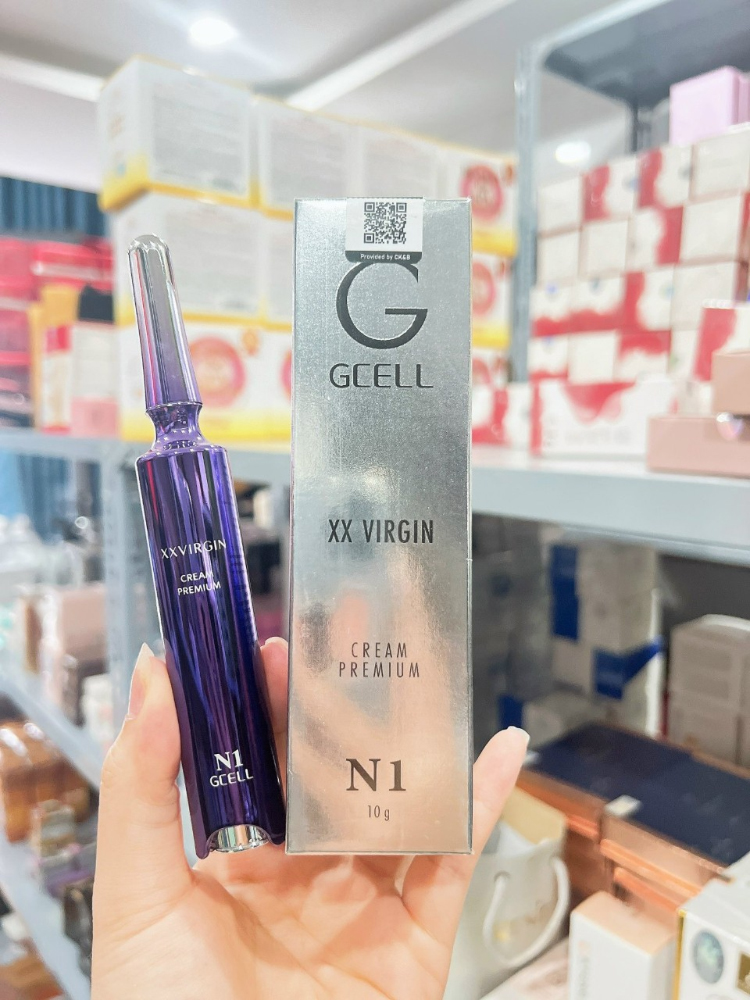 XXVIRGIN
CREAM
PREMIUM
N1
GCELL
Provided by CK&B
G
GCELL
XX VIRGIN
CREAM
PREMIUM
N1
10g